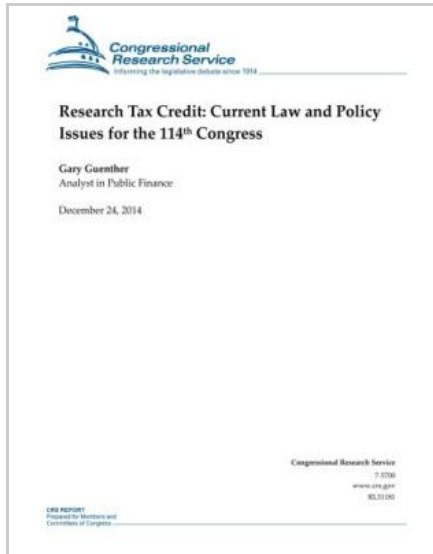 Congressional
Research Service
Informing the legislative debate since 1914
Research Tax Credit: Current Law and Policy
Issues for the 114th Congress
Gary Guenther
Analyst in Public Finance
December 24, 2014
Congressional Research Service
7-5700
www.crs.gov
RL31181
CRS REPORT
Prepared for Members and
Committees of Congress